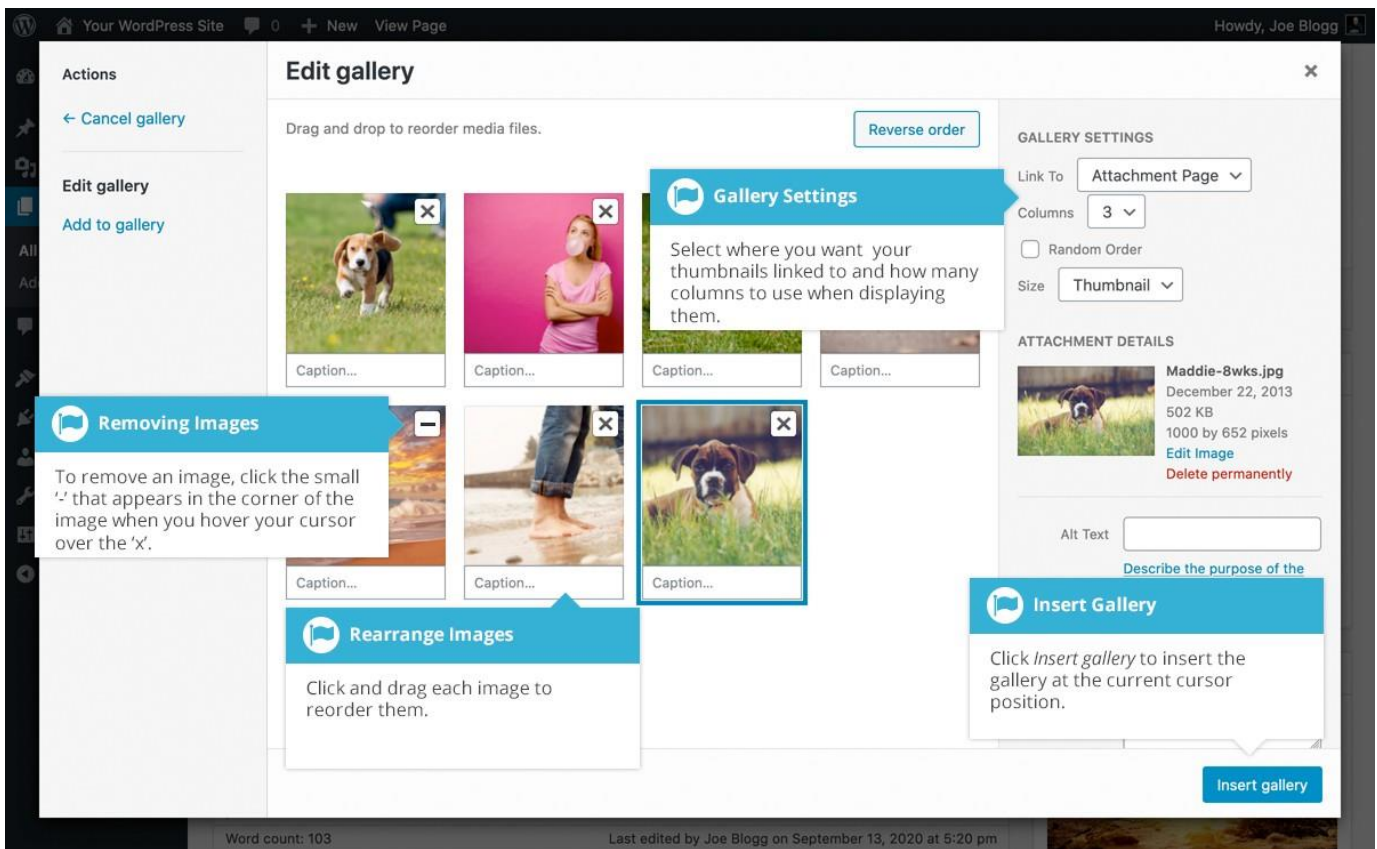 Your WordPress Site 0 + New View Page Howdy, Joe Blogg
Actions
← Cancel gallery
Edit gallery
Add to gallery
All
Edit gallery
×
Drag and drop to reorder media files.
Reverse order
Caption...
Caption...
Caption...
Caption...
Caption...
Caption...
Caption...
Gallery Settings
Select where you want your
thumbnails linked to and how many
columns to use when displaying
them.
Removing Images
To remove an image, click the small
‘-’ that appears in the corner of the
image when you hover your cursor
over the ‘x’.
Rearrange Images
Click and drag each image to
reorder them.
GALLERY SETTINGS
Link To Attachment Page
Columns 3
Random Order
Size Thumbnail
ATTACHMENT DETAILS
Maddie-8wks.jpg
December 22, 2013
502 KB
1000 by 652 pixels
Edit Image
Delete permanently
Alt Text
Describe the purpose of the
Insert Gallery
Click Insert gallery to insert the
gallery at the current cursor
position.
Insert gallery
Word count: 103
Last edited by Joe Blogg on September 13, 2020 at 5:20 pm